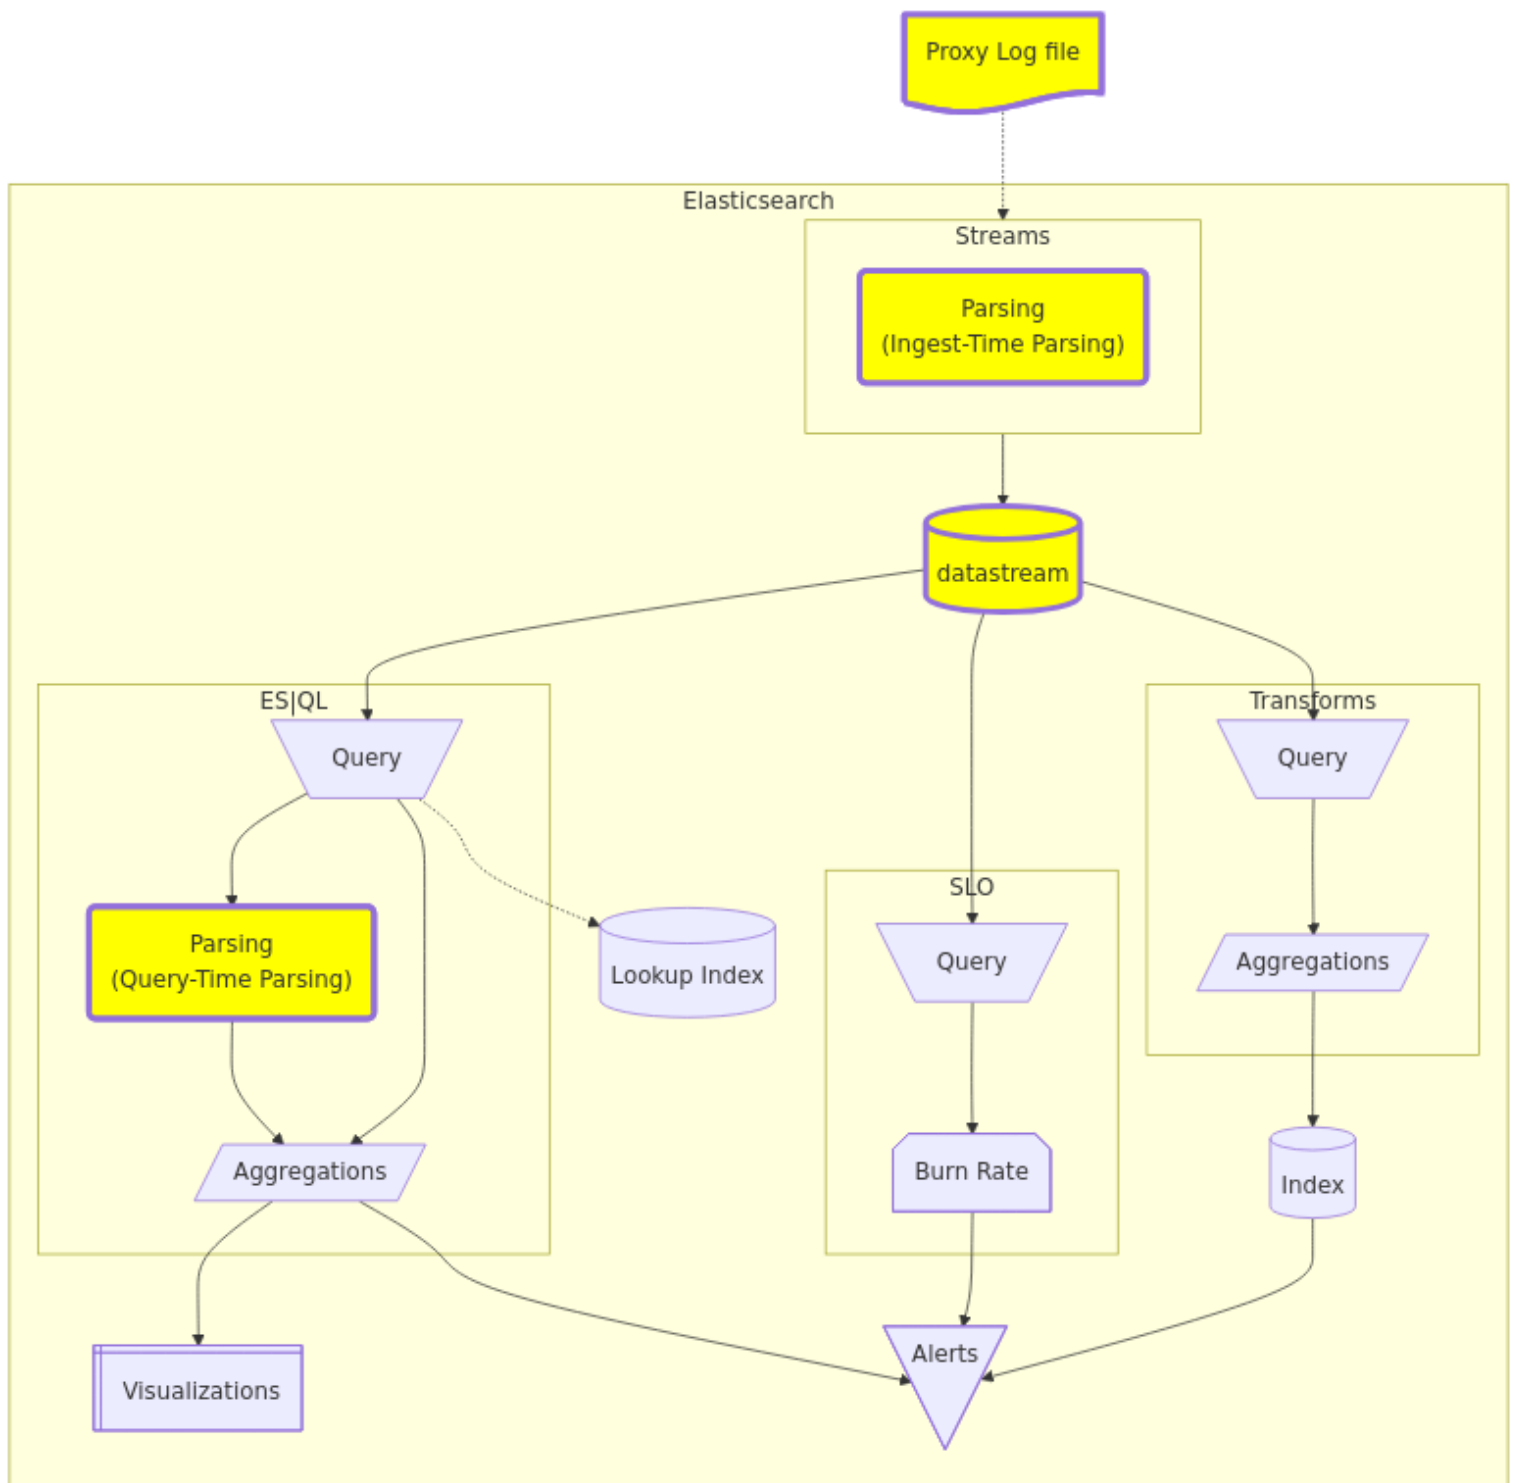 Proxy Log file
Elasticsearch
Streams
Parsing
(Ingest-Time Parsing)
datastream
ES|QL
Transforms
Query
Query
SLO
Parsing
(Query-Time Parsing)
Lookup Index
Query
Aggregations
Aggregations
Burn Rate
Index
Alerts
Visualizations